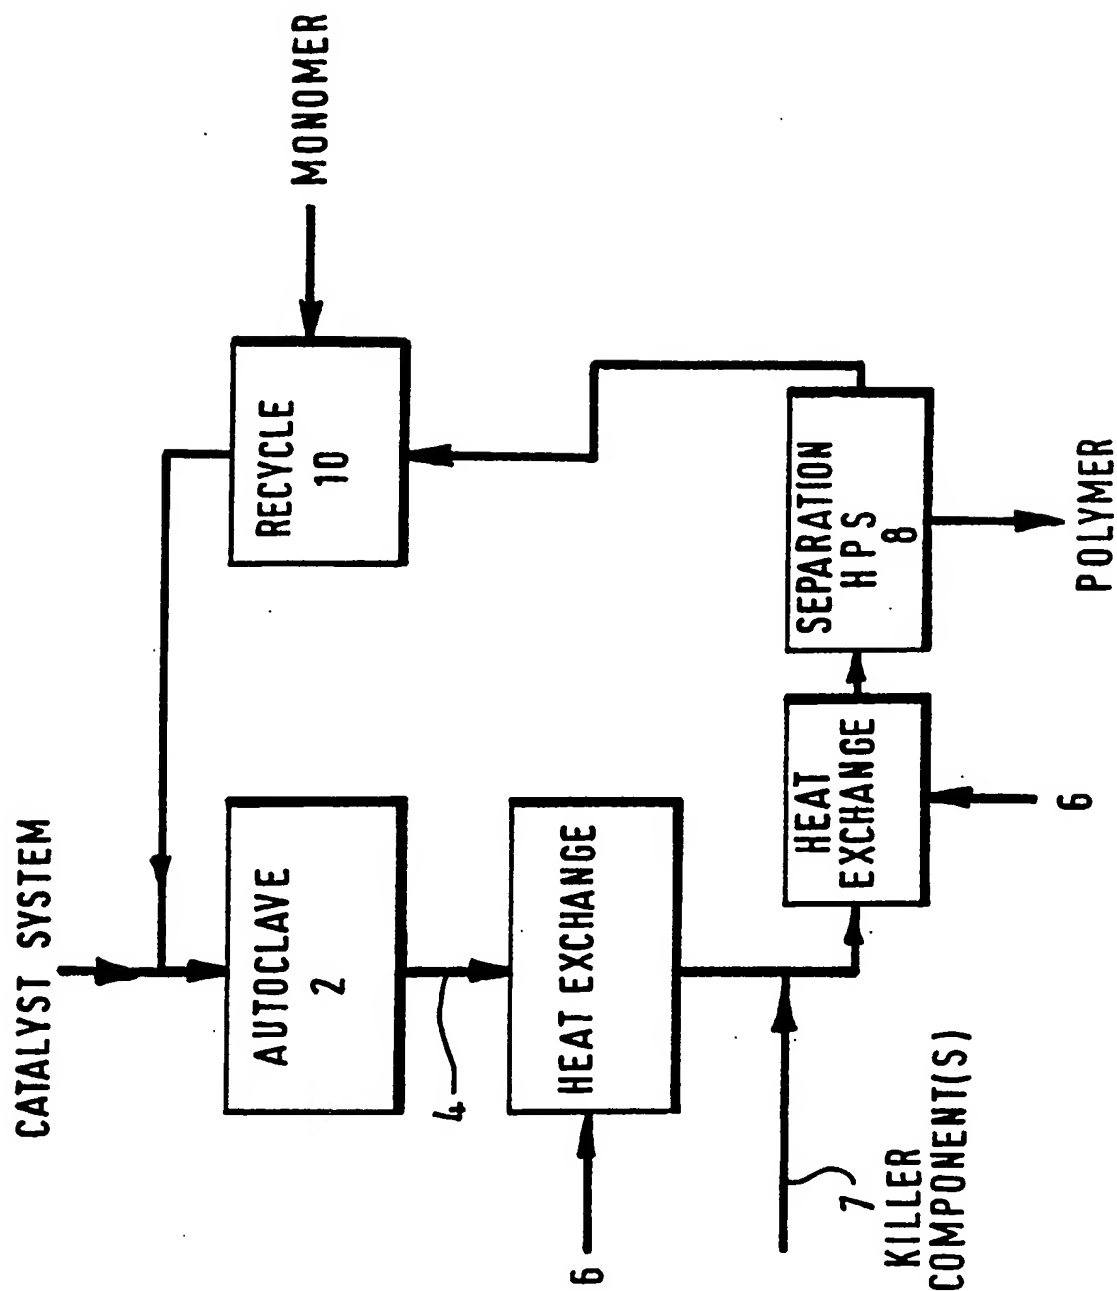 CATALYST SYSTEM
AUTOCLAVE
2
4
HEAT EXCHANGE
6
7
KILLER
COMPONENT(S)
HEAT
EXCHANGE
6
SEPARATION
HPS
8
POLYMER
RECYCLE
10
MONOMER